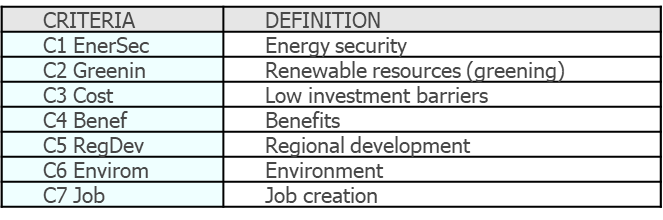 CRITERIA DEFINITION
C1 EnerSec Energy security
C2 Greenin Renewable resources (greening)
C3 Cost Low investment barriers
C4 Benef Benefits
C5 RegDev Regional development
C6 Envirom Environment
C7 Job Job creation